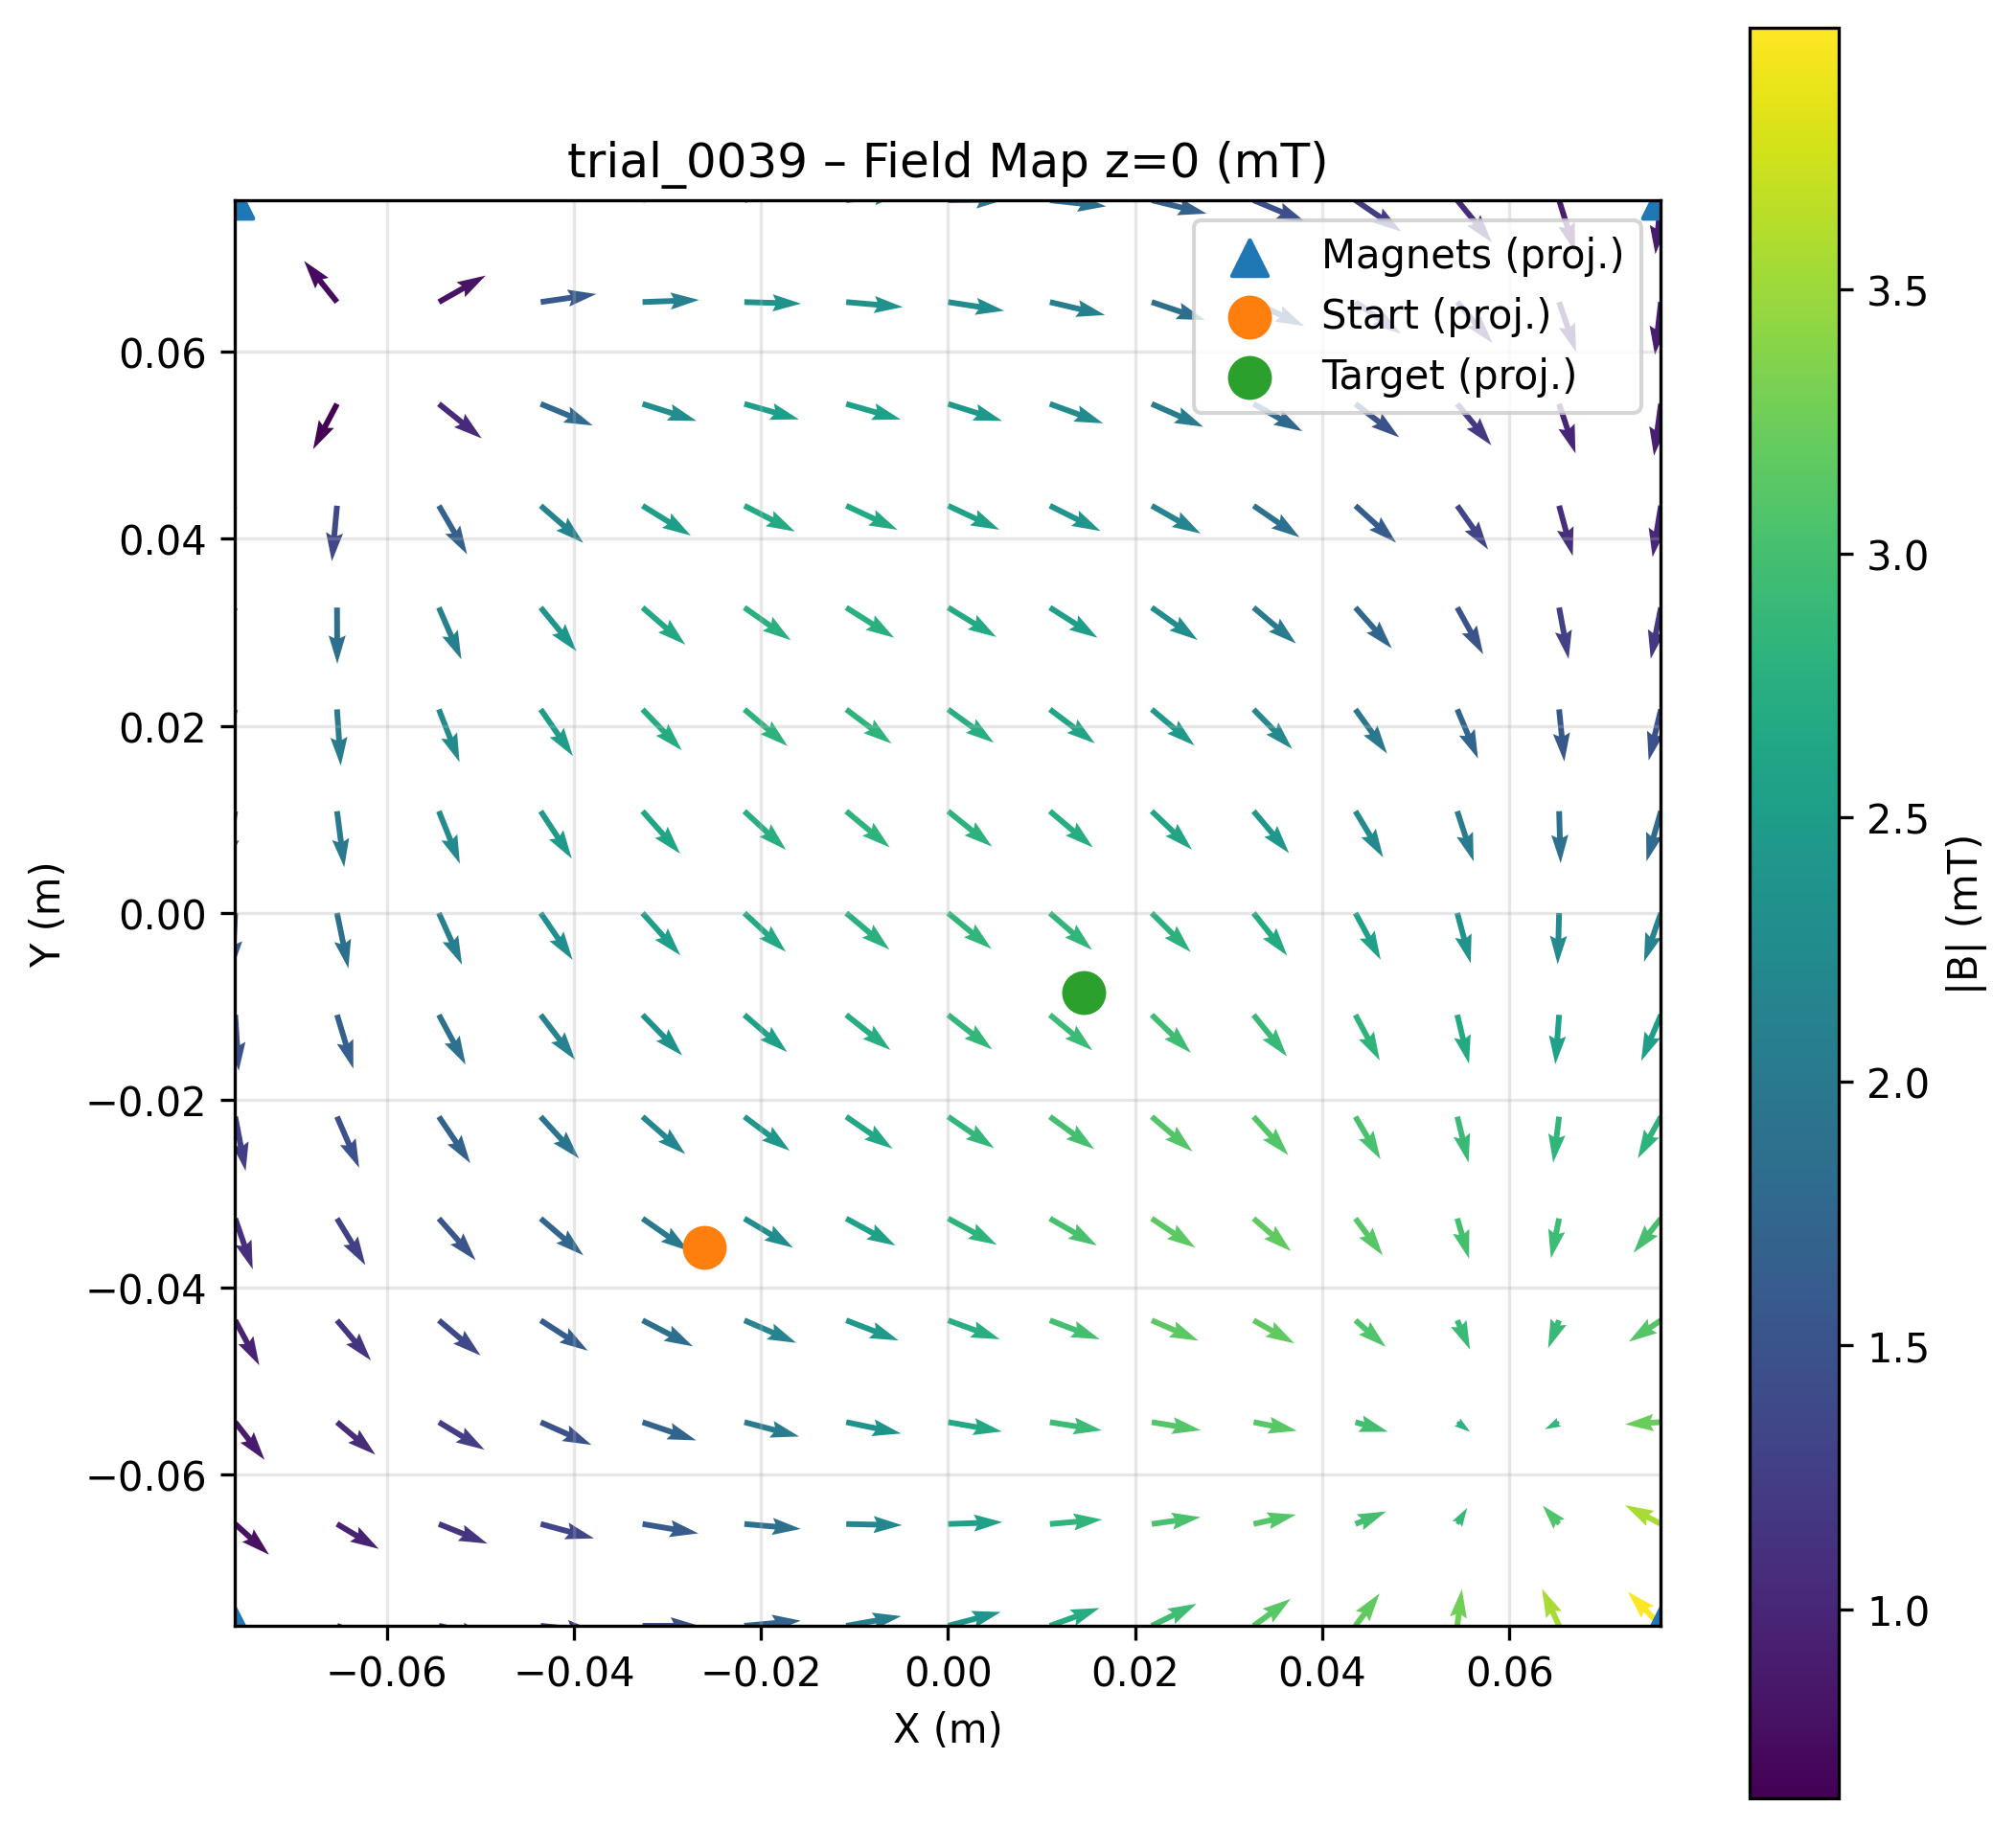 trial_0039 – Field Map z=0 (mT)
Magnets (proj.)
Start (proj.)
Target (proj.)
Y (m)
0.06
0.04
0.02
0.00
−0.02
−0.04
−0.06
−0.06 −0.04 −0.02 0.00 0.02 0.04 0.06
X (m)
3.5
3.0
2.5
2.0
1.5
1.0
|B| (mT)